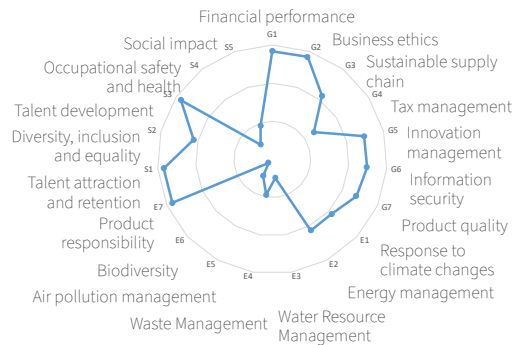 Financial performance
G1
Business ethics
G2
Sustainable supply
chain
G3
Tax management
G4
Innovation
management
G5
Information
security
G6
Product quality
G7
Response to
climate changes
E1
Energy management
E2
Water Resource
Management
E3
Waste Management
E4
Air pollution management
E5
Biodiversity
E6
Product
responsibility
E7
Talent attraction
and retention
S1
Diversity, inclusion
and equality
S2
Talent development
S3
Occupational safety
and health
S4
Social impact
S5